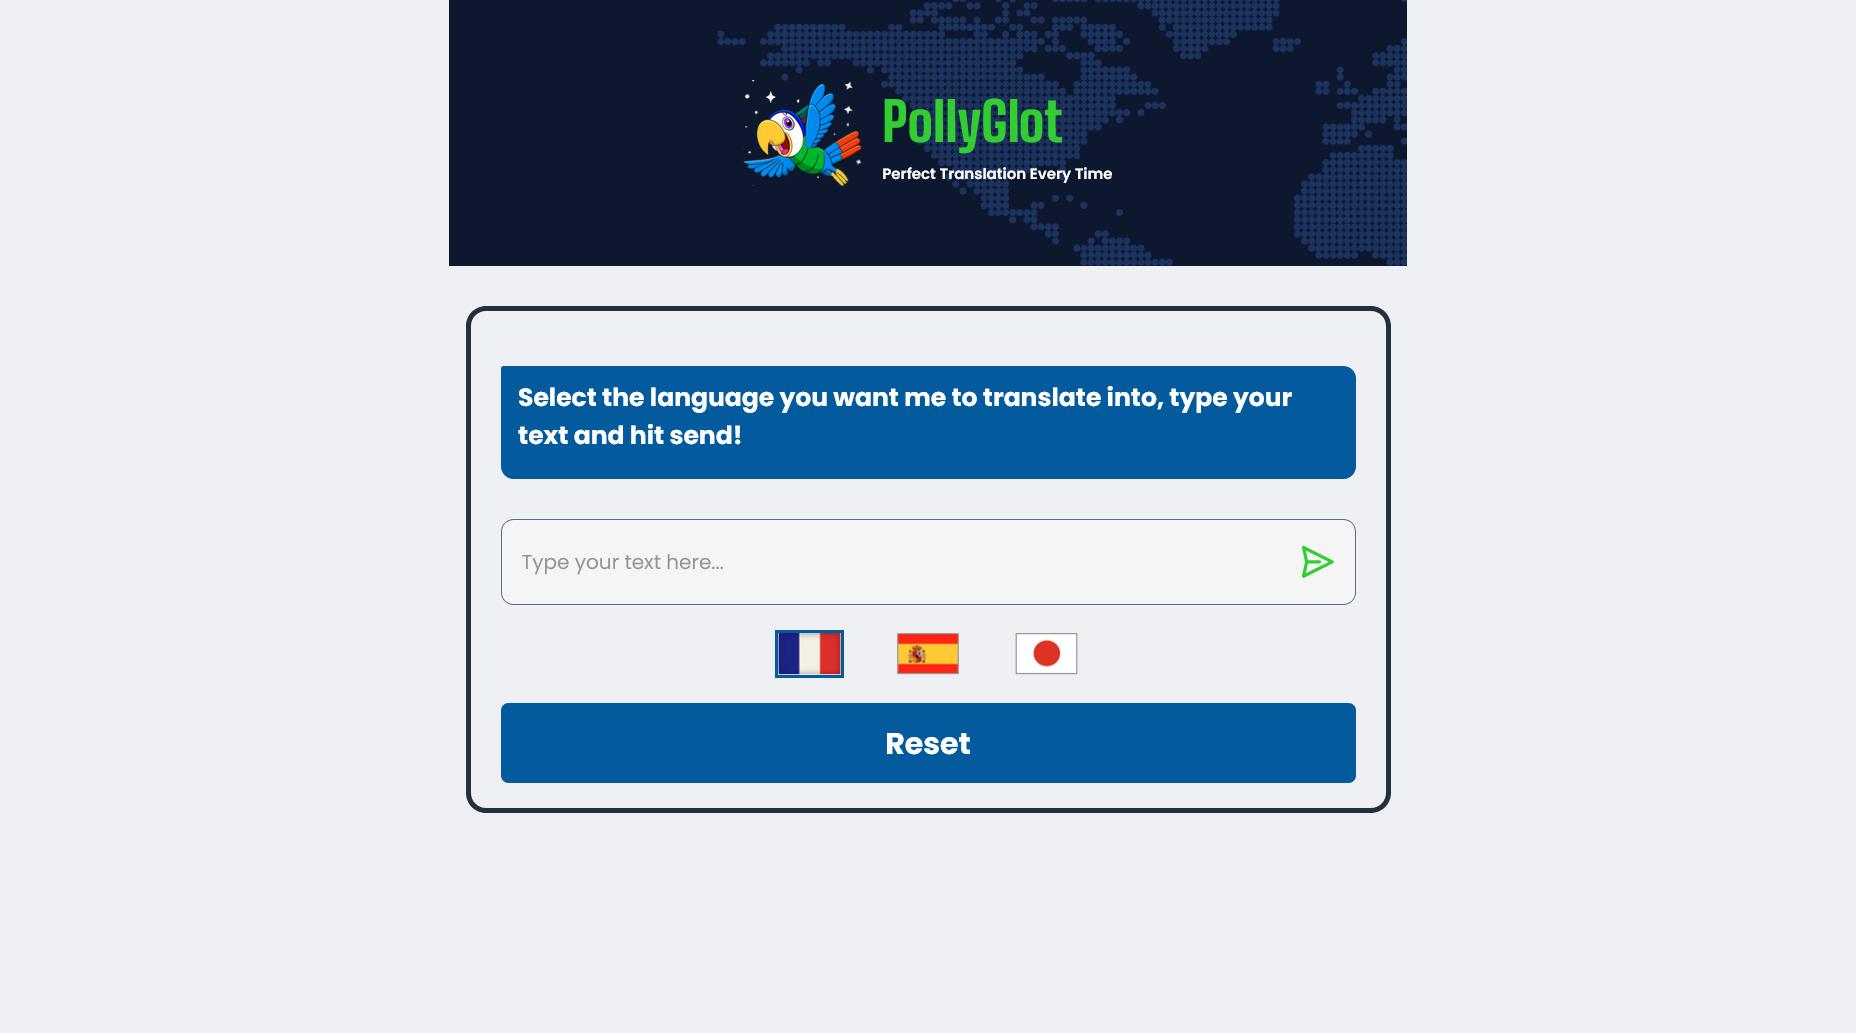 PollyGlot
Perfect Translation Every Time
Select the language you want me to translate into, type your
text and hit send!
Type your text here...
Reset